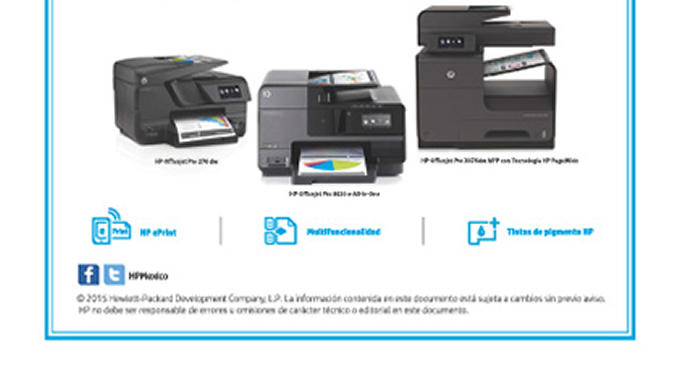 HP Officejet Pro 276 dw
HP Officejet Pro X476dw MFP con Tecnología HP PageWide
HP Officejet Pro 8620 e-All-in-One
Print
HP ePrint
Multifuncionalidad
Tintas de pigmento HP
HPMexico
© 2015 Hewlett-Packard Development Company, L.P. La información contenida en este documento está sujeta a cambios sin previo aviso.
HP no debe ser responsable de errores u omisiones de carácter técnico o editorial en este documento.